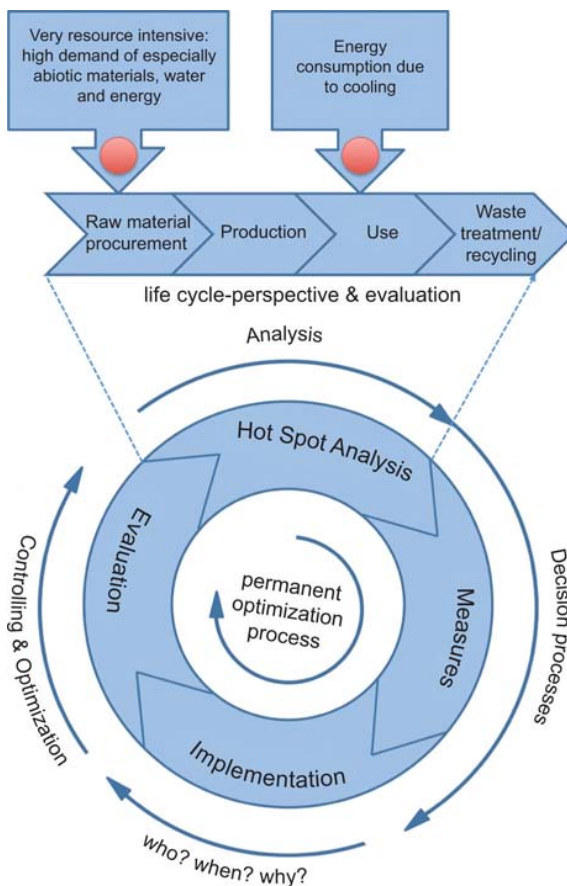 Very resource intensive:
high demand of especially
abiotic materials, water
and energy
Energy
consumption due
to cooling
Raw material
procurement
Production
Use
Waste
treatment/
recycling
life cycle-perspective & evaluation
Analysis
Hot Spot Analysis
Evaluation
Controlling & Optimization
permanent
optimization
process
Measures
Decision processes
Implementation
who? when? why?